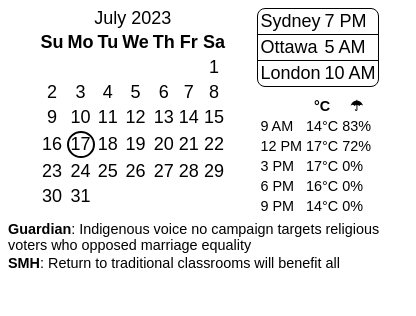 July 2023
Su Mo Tu We Th Fr Sa
1
2 3 4 5 6 7 8
9 10 11 12 13 14 15
16 17 18 19 20 21 22
23 24 25 26 27 28 29
30 31
Sydney 7 PM
Ottawa 5 AM
London 10 AM
°C ☂
9 AM 14°C 83%
12 PM 17°C 72%
3 PM 17°C 0%
6 PM 16°C 0%
9 PM 14°C 0%
Guardian: Indigenous voice no campaign targets religious
voters who opposed marriage equality
SMH: Return to traditional classrooms will benefit all